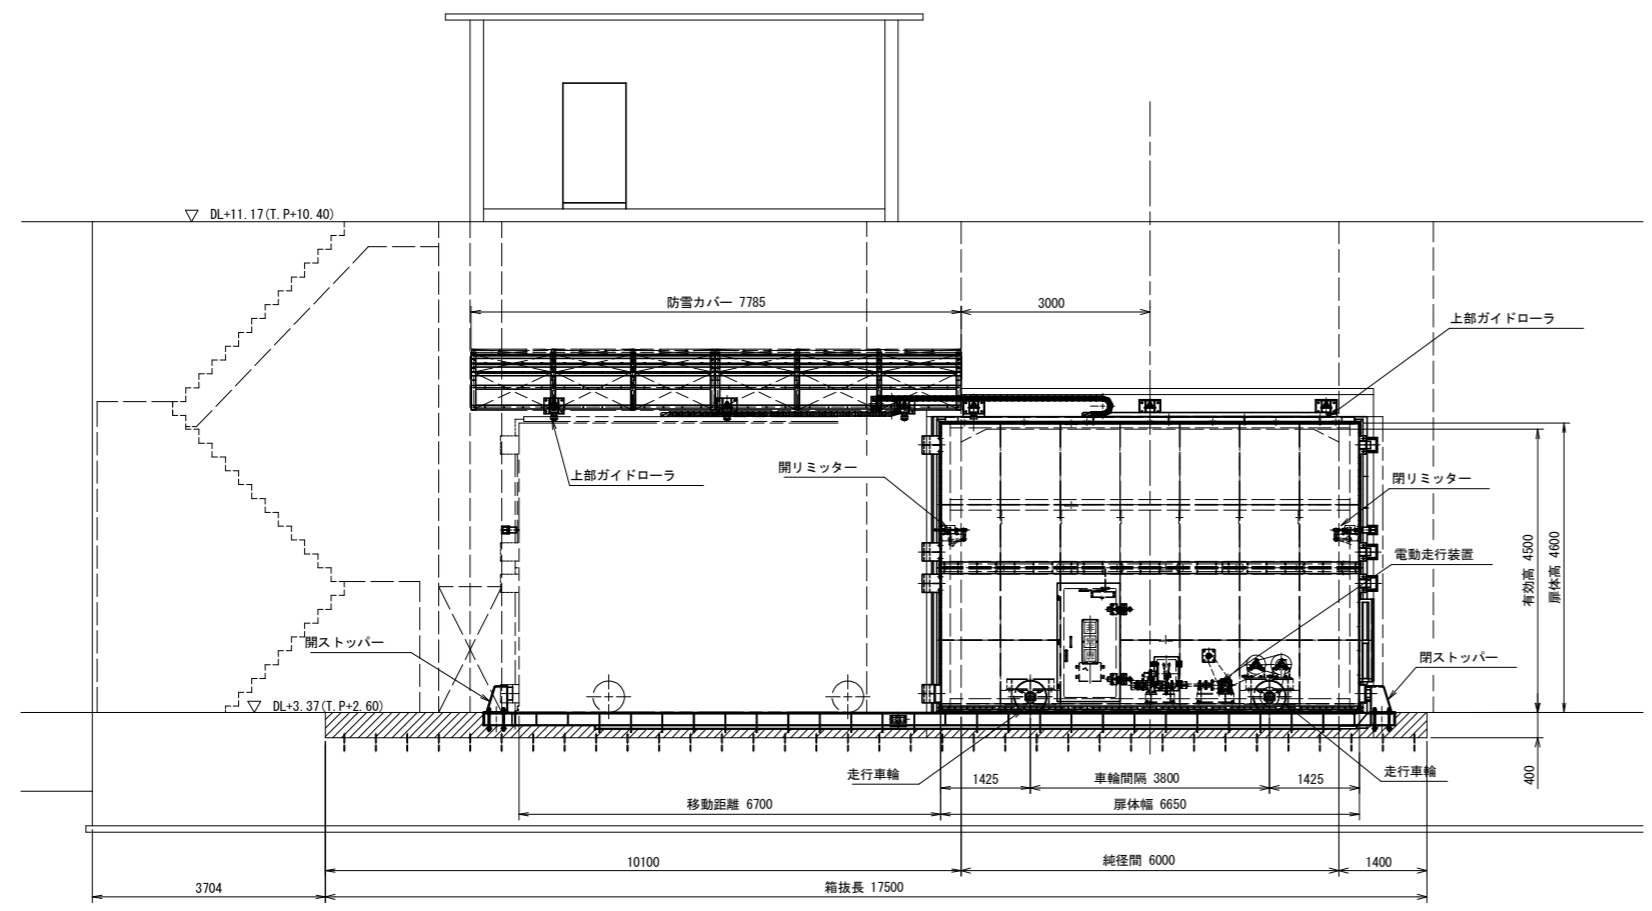 DL+11.17(T.P+10.40)
防雪カバー 7785
3000
上部ガイドローラ
上部ガイドローラ
開リミッター
閉リミッター
電動走行装置
有効高 4500
扉体高 4600
開ストッパー
閉ストッパー
DL+3.37(T.P+2.60)
走行車輪
1425
車輪間隔 3800
1425
走行車輪
400
移動距離 6700
扉体幅 6650
10100
純径間 6000
1400
3704
箱抜長 17500